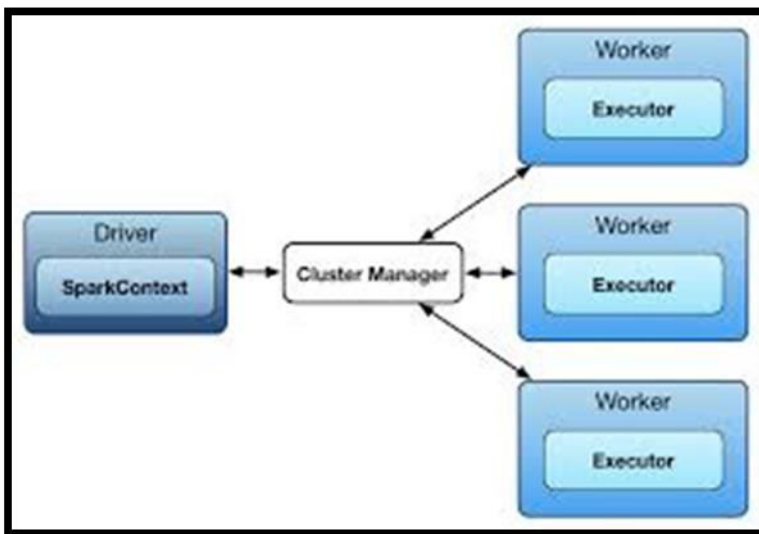 Driver
SparkContext
Cluster Manager
Worker
Executor
Worker
Executor
Worker
Executor